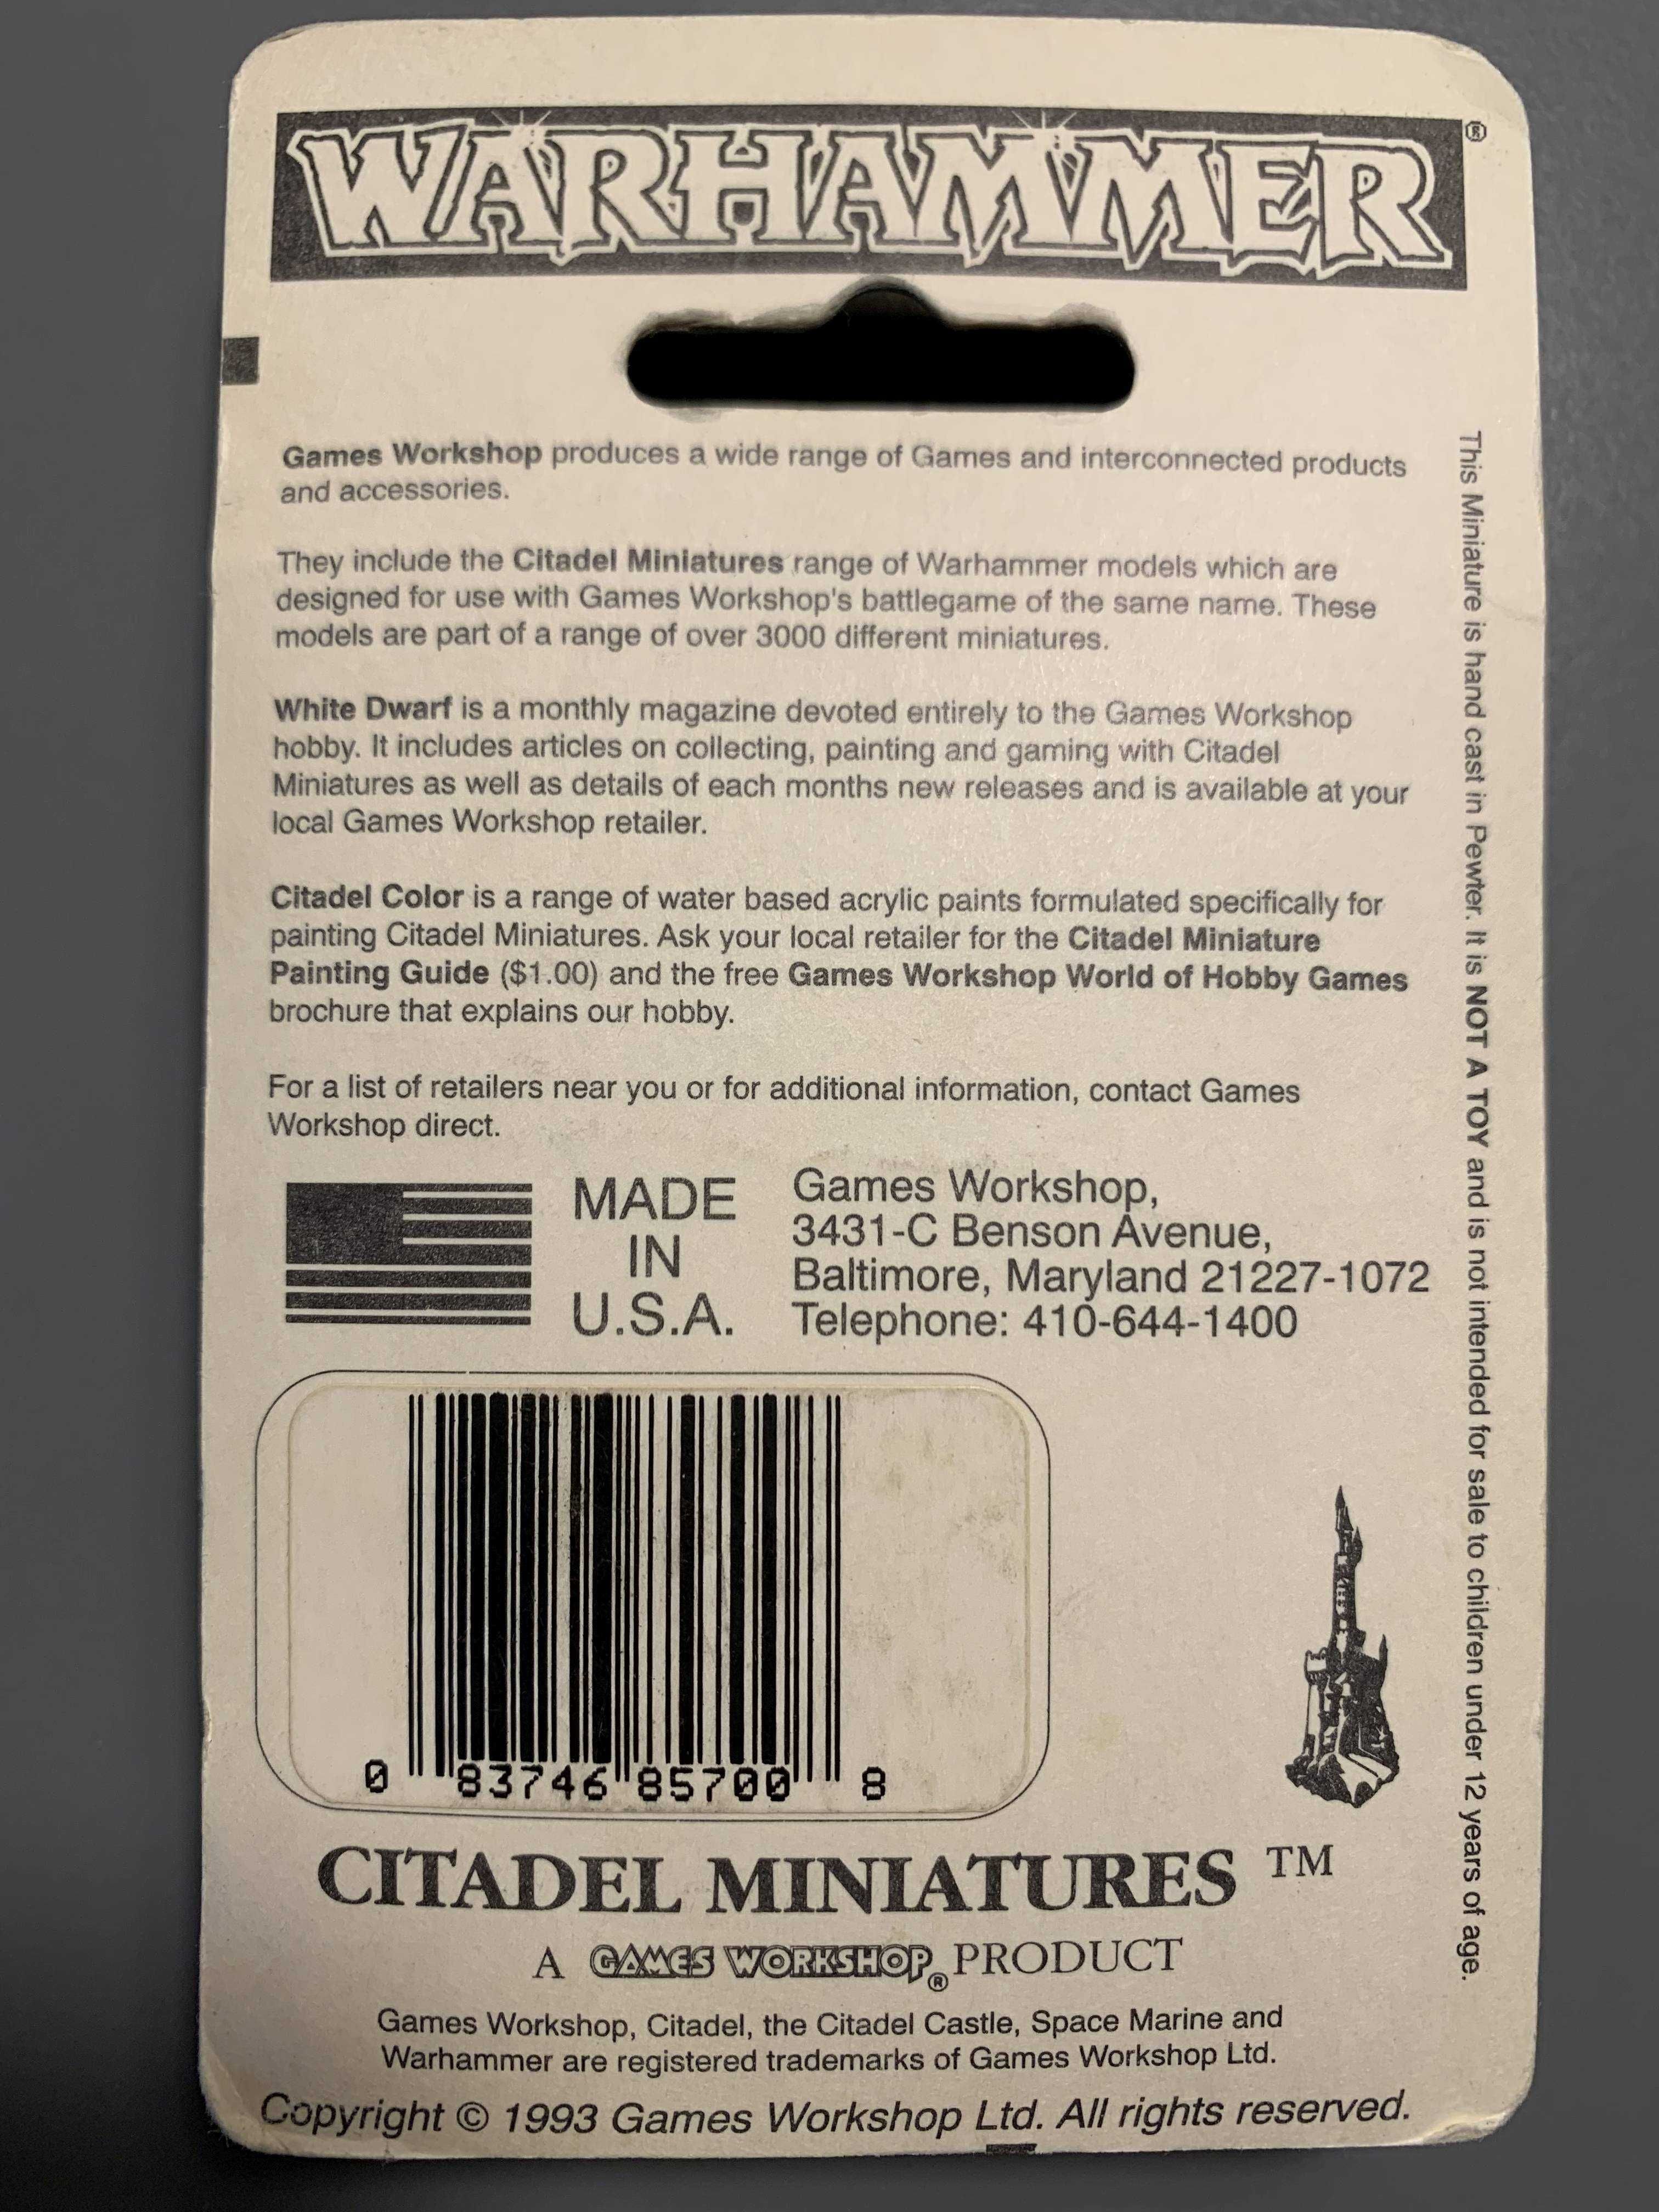 WARHAMMER®
Games Workshop produces a wide range of Games and interconnected products
and accessories.
They include the Citadel Miniatures range of Warhammer models which are
designed for use with Games Workshop's battlegame of the same name. These
models are part of a range of over 3000 different miniatures.
White Dwarf is a monthly magazine devoted entirely to the Games Workshop
hobby. It includes articles on collecting, painting and gaming with Citadel
Miniatures as well as details of each months new releases and is available at your
local Games Workshop retailer.
Citadel Color is a range of water based acrylic paints formulated specifically for
painting Citadel Miniatures. Ask your local retailer for the Citadel Miniature
Painting Guide ($1.00) and the free Games Workshop World of Hobby Games
brochure that explains our hobby.
For a list of retailers near you or for additional information, contact Games
Workshop direct.
MADE
IN
U.S.A.
Games Workshop,
3431-C Benson Avenue,
Baltimore, Maryland 21227-1072
Telephone: 410-644-1400
This Miniature is hand cast in Pewter. It is NOT A TOY and is not intended for sale to children under 12 years of age.
0 83746 85700 8
CITADEL MINIATURES ™
A GAMES WORKSHOP® PRODUCT
Games Workshop, Citadel, the Citadel Castle, Space Marine and
Warhammer are registered trademarks of Games Workshop Ltd.
Copyright © 1993 Games Workshop Ltd. All rights reserved.